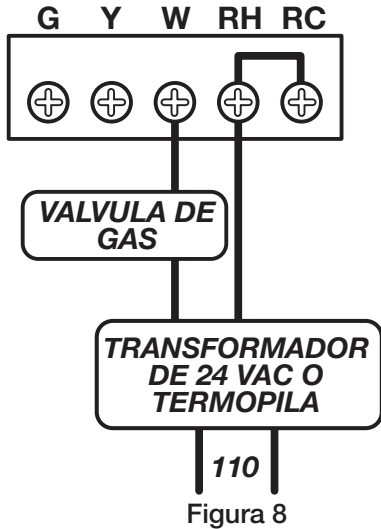 G Y W RH RC
VALVULA DE
GAS
TRANSFORMADOR
DE 24 VAC O
TERMOPILA
110
Figura 8